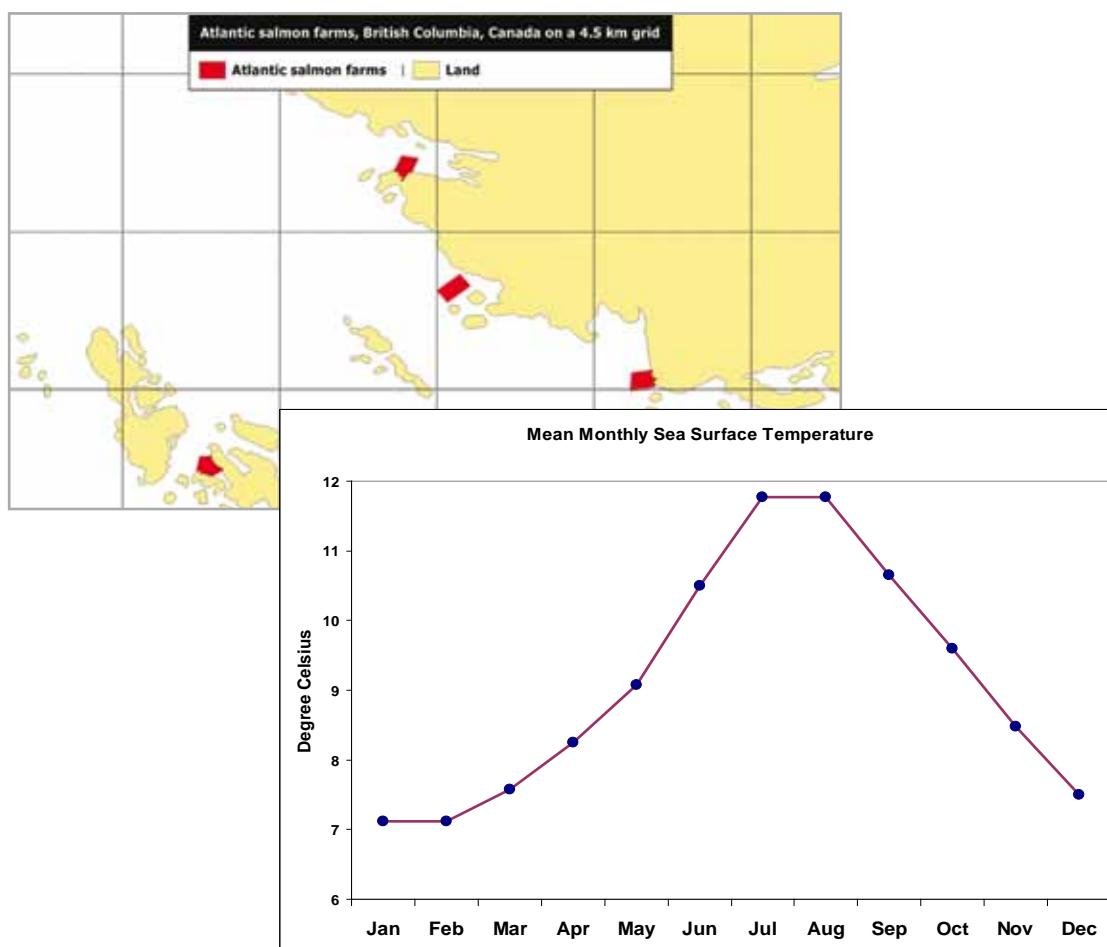 Atlantic salmon farms, British Columbia, Canada on a 4.5 km grid
Atlantic salmon farms | Land
Mean Monthly Sea Surface Temperature
Degree Celsius
12
11
10
9
8
7
6
Jan Feb Mar Apr May Jun Jul Aug Sep Oct Nov Dec